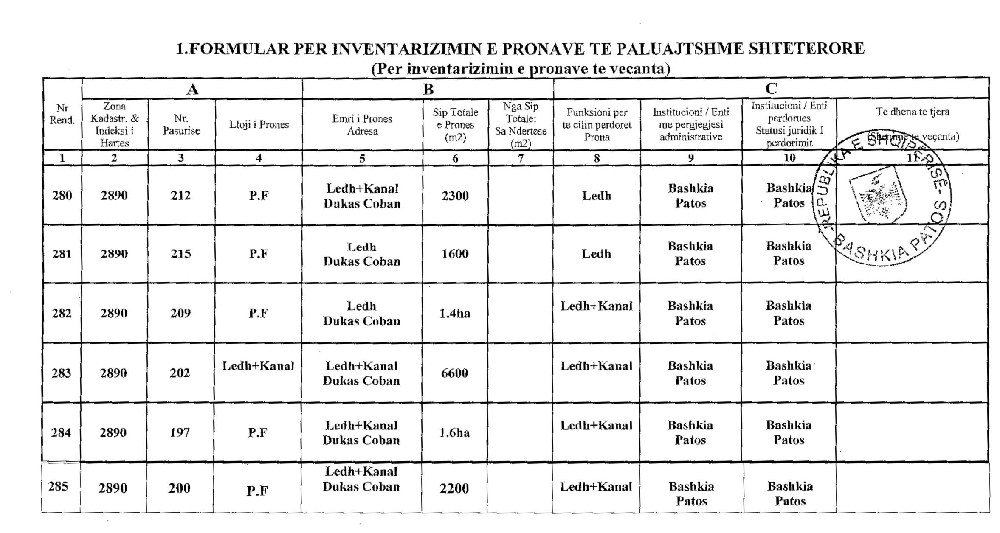 1.FORMULAR PER INVENTARIZIMIN E PRONAVE TE PALUAJTSHME SHTETERORE
(Per inventarizimin e pronave te vecanta)
A B C
Nr
Rend.
Zona
Kadastr. &
Indeksi i
Hartes
Nr.
Pasurise
Lloji i Prones
Emri i Prones
Adresa
Sip Totale
e Prones
(m2)
Nga Sip
Totale:
Sa Ndertese
(m2)
Funksioni per
te cilin perdoret
Prona
Institucioni / Enti
me pergjegjesi
administrative
Institucioni / Enti
perdorues
Statusi juridik I
perdorimit
Te dhena te tjera
(Shenime te veçanta)
1 2 3 4 5 6 7 8 9 10 11
280 2890 212 P.F
Ledh+Kanal
Dukas Coban
2300 Ledh
Bashkia
Patos
Bashkia
Patos
REPUBLIKA E SHQIPËRISË - BASHKIA PATOS -
281 2890 215 P.F
Ledh
Dukas Coban
1600 Ledh
Bashkia
Patos
Bashkia
Patos
282 2890 209 P.F
Ledh
Dukas Coban
1.4ha Ledh+Kanal
Bashkia
Patos
Bashkia
Patos
283 2890 202 Ledh+Kanal
Ledh+Kanal
Dukas Coban
6600 Ledh+Kanal
Bashkia
Patos
Bashkia
Patos
284 2890 197 P.F
Ledh+Kanal
Dukas Coban
1.6ha Ledh+Kanal
Bashkia
Patos
Bashkia
Patos
285 2890 200 P.F
Ledh+Kanal
Dukas Coban
2200 Ledh+Kanal
Bashkia
Patos
Bashkia
Patos